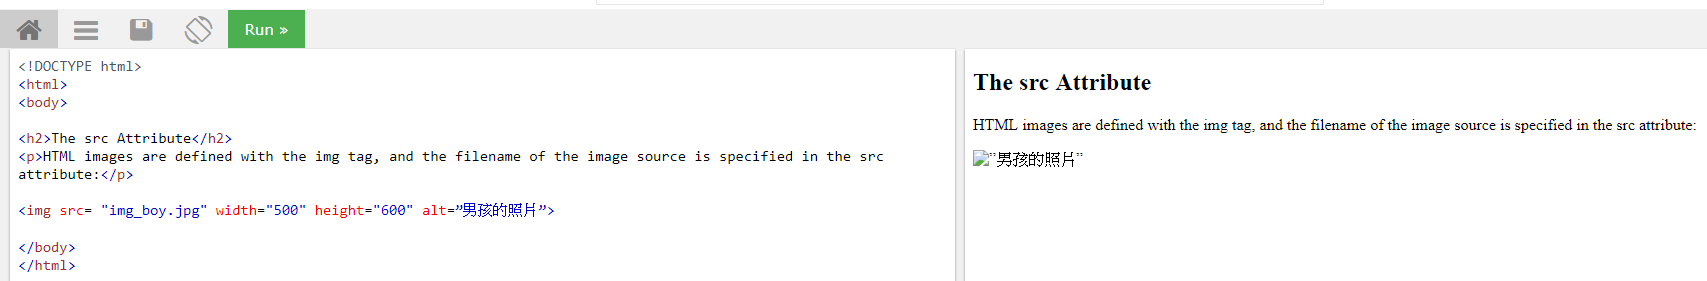 Run »
<!DOCTYPE html>
<html>
<body>
<h2>The src Attribute</h2>
<p>HTML images are defined with the img tag, and the filename of the image source is specified in the src
attribute:</p>
<img src= "img_boy.jpg" width="500" height="600" alt=”男孩的照片”>
</body>
</html>
The src Attribute
HTML images are defined with the img tag, and the filename of the image source is specified in the src attribute:
”男孩的照片”